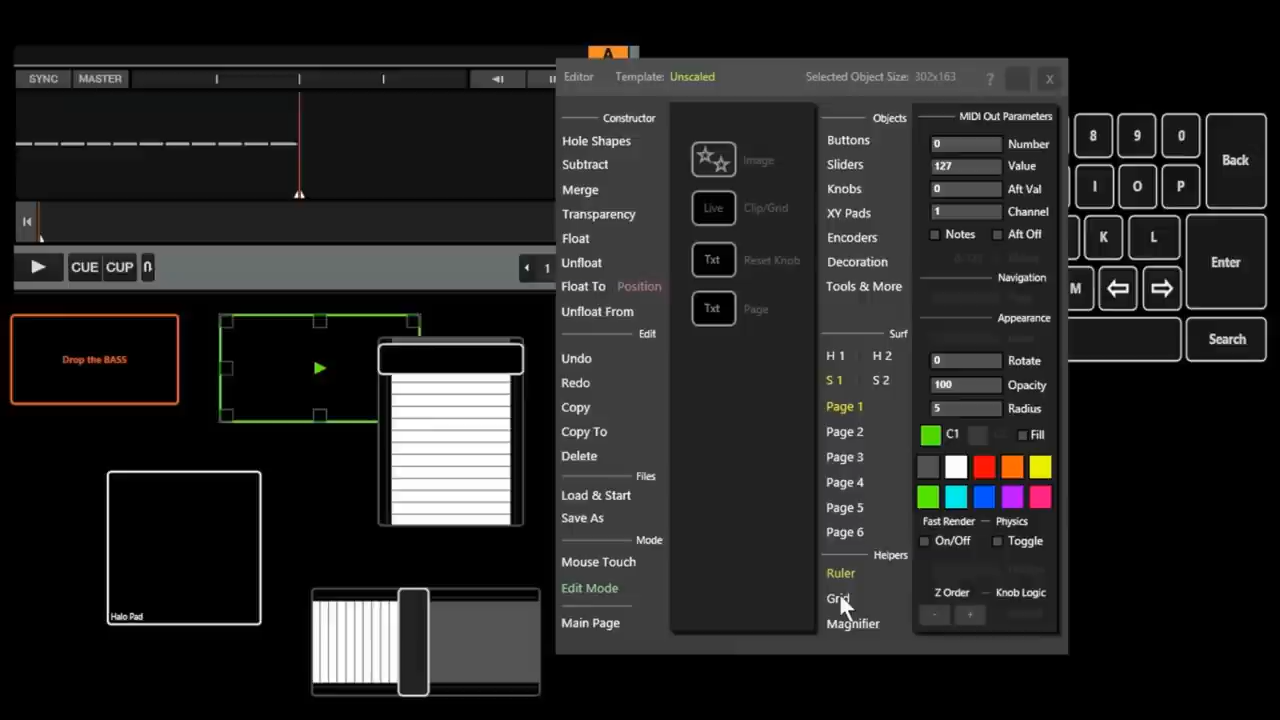 A
SYNC MASTER
CUE CUP
1
Drop the BASS
Halo Pad
Editor Template: Unscaled Selected Object Size: 302x163 ? X
Constructor
Hole Shapes
Subtract
Merge
Transparency
Float
Unfloat
Float To Position
Unfloat From
Edit
Undo
Redo
Copy
Copy To
Delete
Files
Load & Start
Save As
Mode
Mouse Touch
Edit Mode
Main Page
Image
Live Clip/Grid
Txt Reset Knob
Txt Page
Objects
Buttons
Sliders
Knobs
XY Pads
Encoders
Decoration
Tools & More
Surf
H 1 H 2
S 1 S 2
Page 1
Page 2
Page 3
Page 4
Page 5
Page 6
Helpers
Ruler
Grid
Magnifier
MIDI Out Parameters
0 Number
127 Value
0 Aft Val
1 Channel
Notes Aft Off
Navigation
Appearance
0 Rotate
100 Opacity
5 Radius
C1 Fill
Fast Render Physics
On/Off Toggle
Z Order Knob Logic
- +
8 9 0 Back
I O P
K L Enter
M
Search